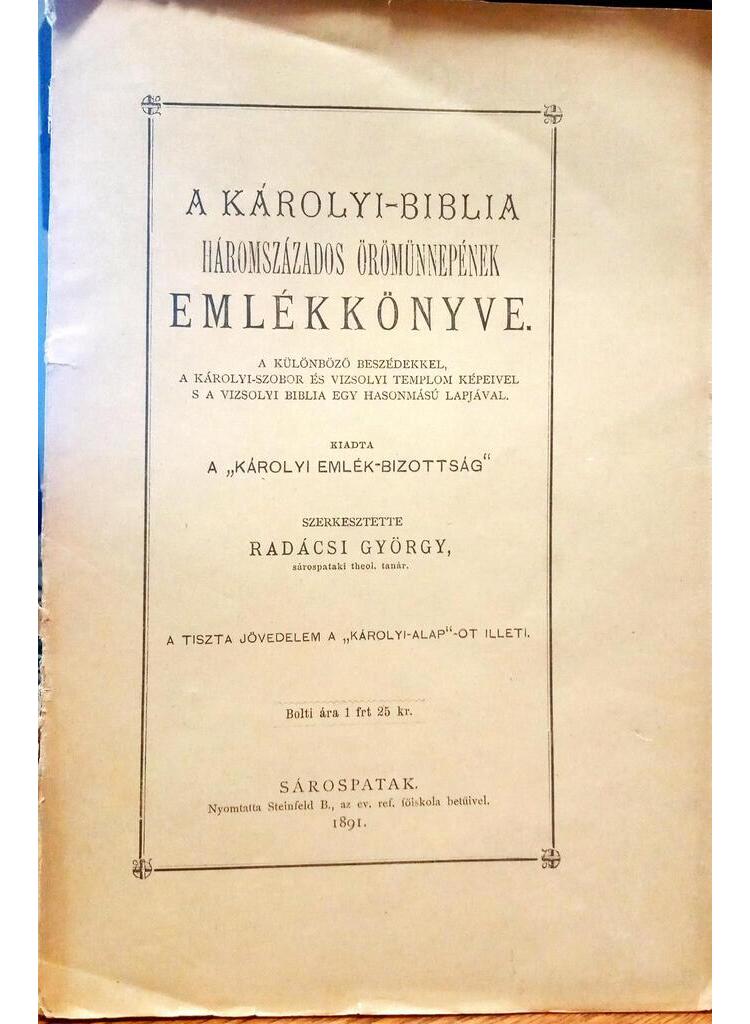 A KÁROLYI-BIBLIA
HÁROMSZÁZADOS ÖRÖMÜNNEPÉNEK
EMLÉKKÖNYVE.
A KÜLÖNBÖZŐ BESZÉDEKKEL,
A KÁROLYI-SZOBOR ÉS VIZSOLYI TEMPLOM KÉPEIVEL
S A VIZSOLYI BIBLIA EGY HASONMÁSÚ LAPJÁVAL.
KIADTA
A „KÁROLYI EMLÉK-BIZOTTSÁG“
SZERKESZTETTE
RADÁCSI GYÖRGY,
sárospataki theol. tanár.
A TISZTA JÖVEDELEM A „KÁROLYI-ALAP“-OT ILLETI.
Bolti ára 1 frt 25 kr.
SÁROSPATAK.
Nyomtatta Steinfeld B., az ev. ref. főiskola betűivel.
1891.